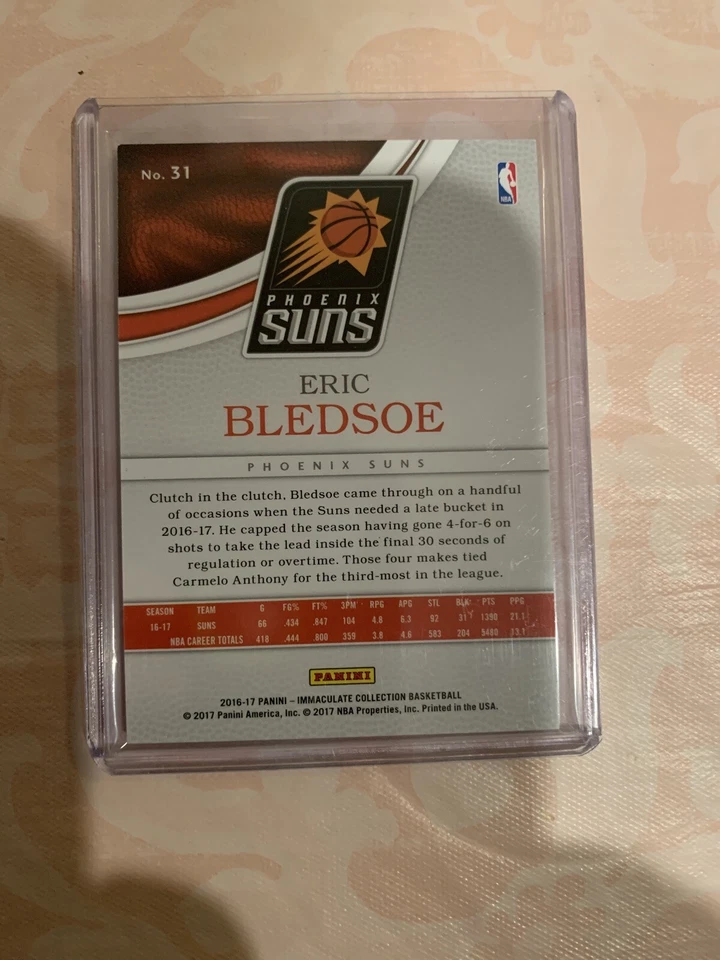 No. 31
NBA
PHOENIX
SUNS
ERIC
BLEDSOE
PHOENIX SUNS
Clutch in the clutch, Bledsoe came through on a handful
of occasions when the Suns needed a late bucket in
2016-17. He capped the season having gone 4-for-6 on
shots to take the lead inside the final 30 seconds of
regulation or overtime. Those four makes tied
Carmelo Anthony for the third-most in the league.
SEASON TEAM G FG% FT% 3PM RPG APG STL BLK PTS PPG
16-17 SUNS 66 .434 .847 104 4.8 6.3 92 31 1390 21.1
NBA CAREER TOTALS 418 .444 .800 359 3.8 4.6 583 204 5480 13.1
PANINI
2016-17 PANINI – IMMACULATE COLLECTION BASKETBALL
© 2017 Panini America, Inc. © 2017 NBA Properties, Inc. Printed in the USA.